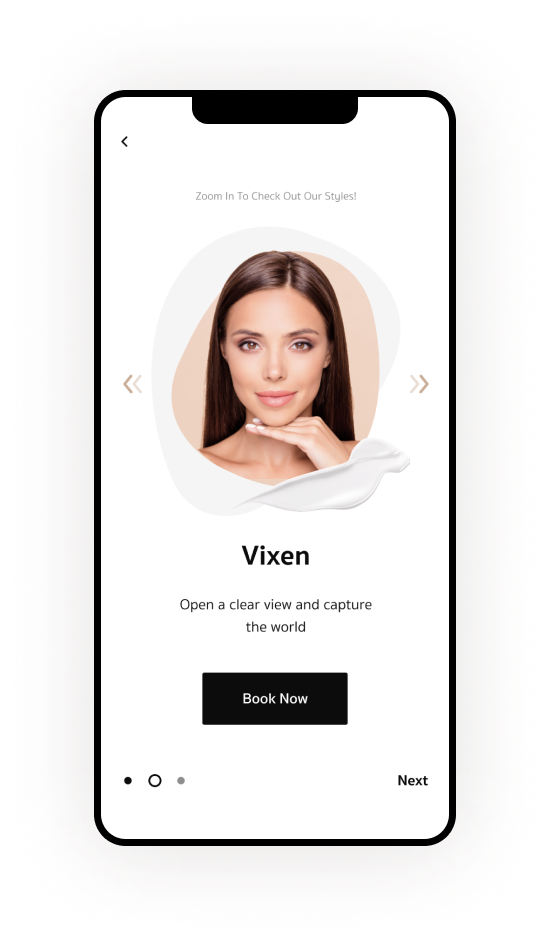 Zoom In To Check Out Our Styles!
Vixen
Open a clear view and capture
the world
Book Now
Next